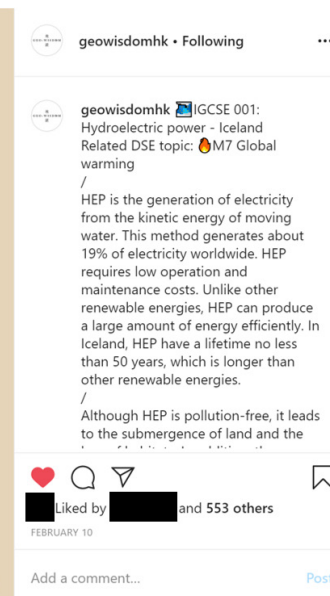 geowisdomhk • Following
geowisdomhk IGCSE 001:
Hydroelectric power - Iceland
Related DSE topic: M7 Global
warming
/
HEP is the generation of electricity
from the kinetic energy of moving
water. This method generates about
19% of electricity worldwide. HEP
requires low operation and
maintenance costs. Unlike other
renewable energies, HEP can produce
a large amount of energy efficiently. In
Iceland, HEP have a lifetime no less
than 50 years, which is longer than
other renewable energies.
/
Although HEP is pollution-free, it leads
to the submergence of land and the
Liked by and 553 others
FEBRUARY 10
Add a comment...
Pos